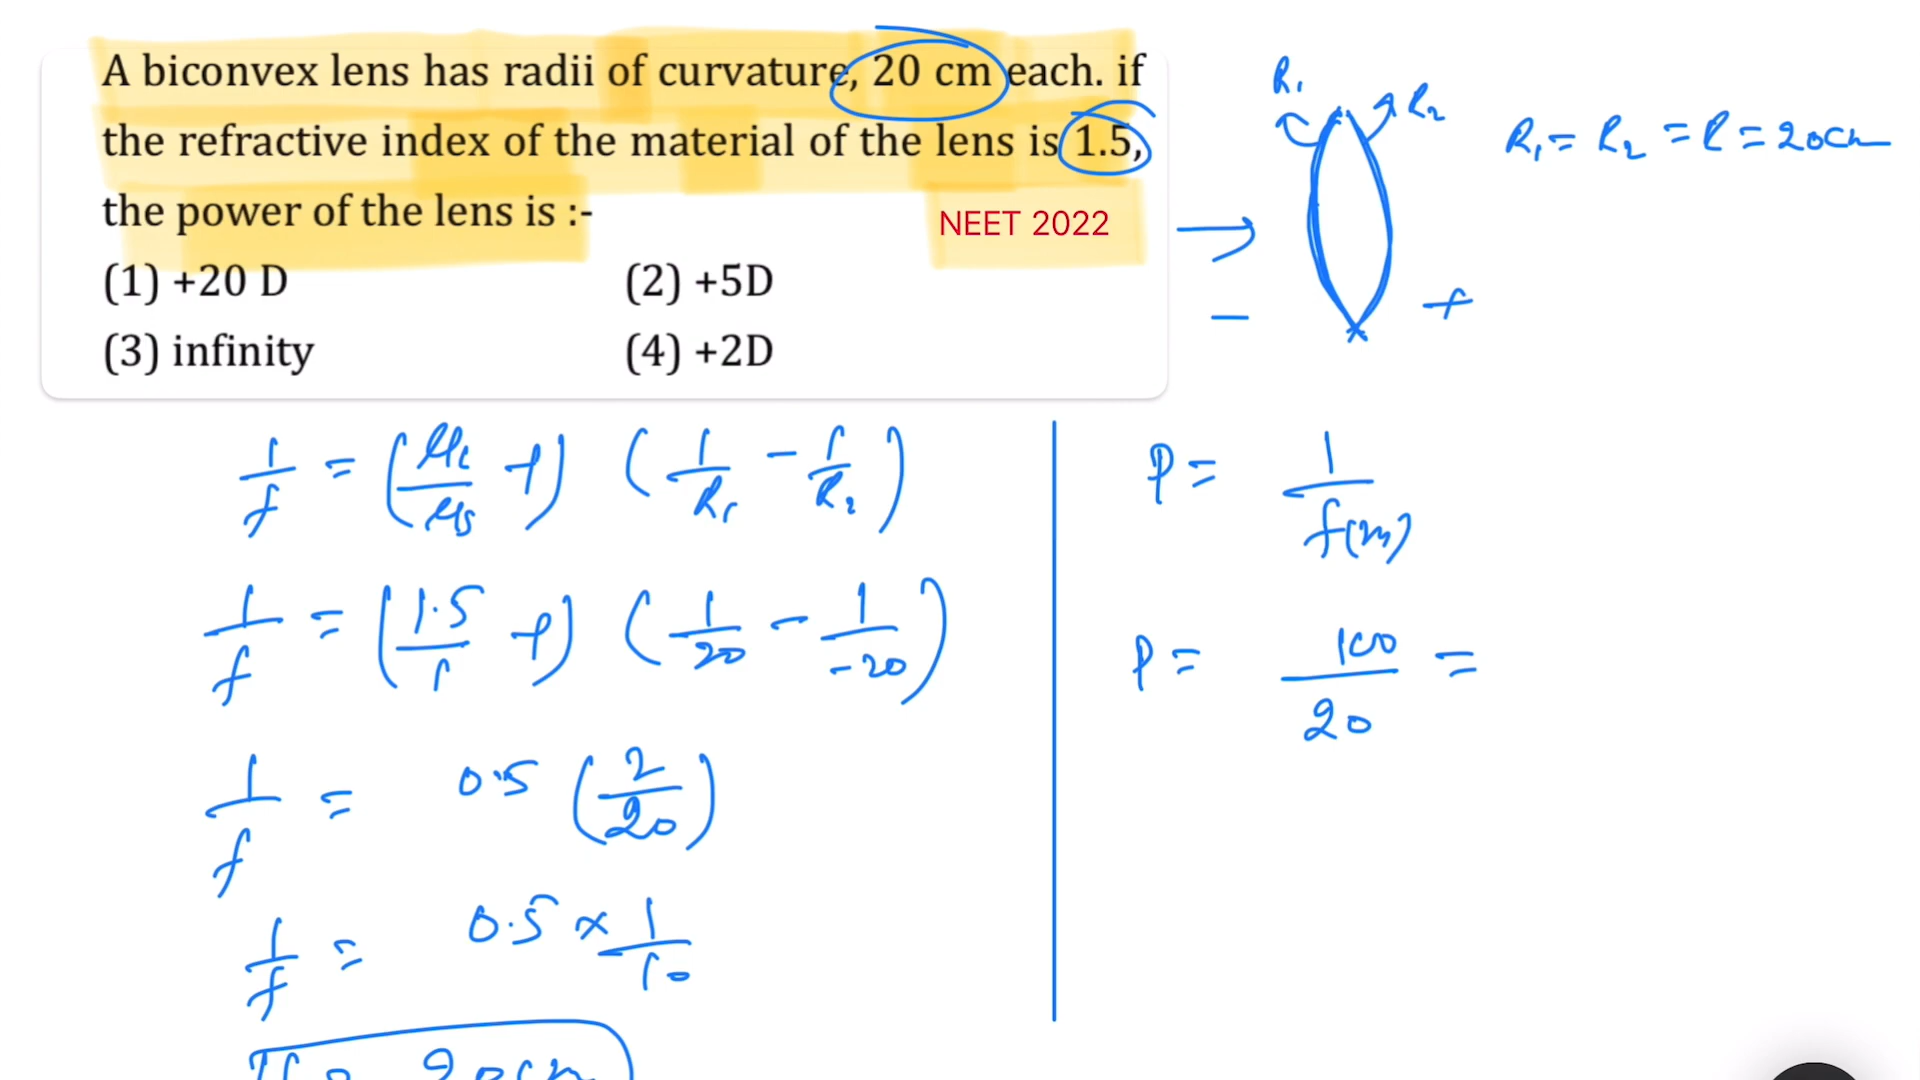 A biconvex lens has radii of curvature, 20 cm each. if
the refractive index of the material of the lens is 1.5,
the power of the lens is :-
NEET 2022
(1) +20 D (2) +5D
(3) infinity (4) +2D
R₁ R₂ R₁ = R₂ = R = 20cm
- +
1/f = (μL/μS - 1) (1/R₁ - 1/R₂)
1/f = (1.5/1 - 1) (1/20 - 1/-20)
1/f = 0.5 (2/20)
1/f = 0.5 × 1/10
P = 1/f(m)
P = 100/20 =